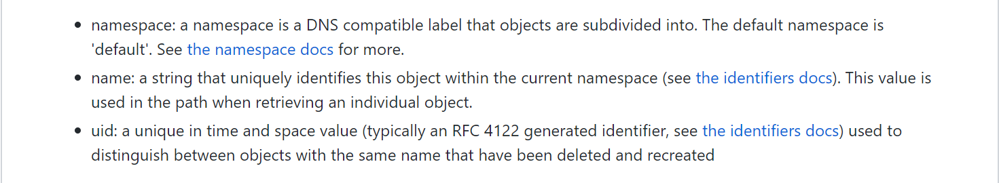 • namespace: a namespace is a DNS compatible label that objects are subdivided into. The default namespace is
'default'. See the namespace docs for more.
• name: a string that uniquely identifies this object within the current namespace (see the identifiers docs). This value is
used in the path when retrieving an individual object.
• uid: a unique in time and space value (typically an RFC 4122 generated identifier, see the identifiers docs) used to
distinguish between objects with the same name that have been deleted and recreated